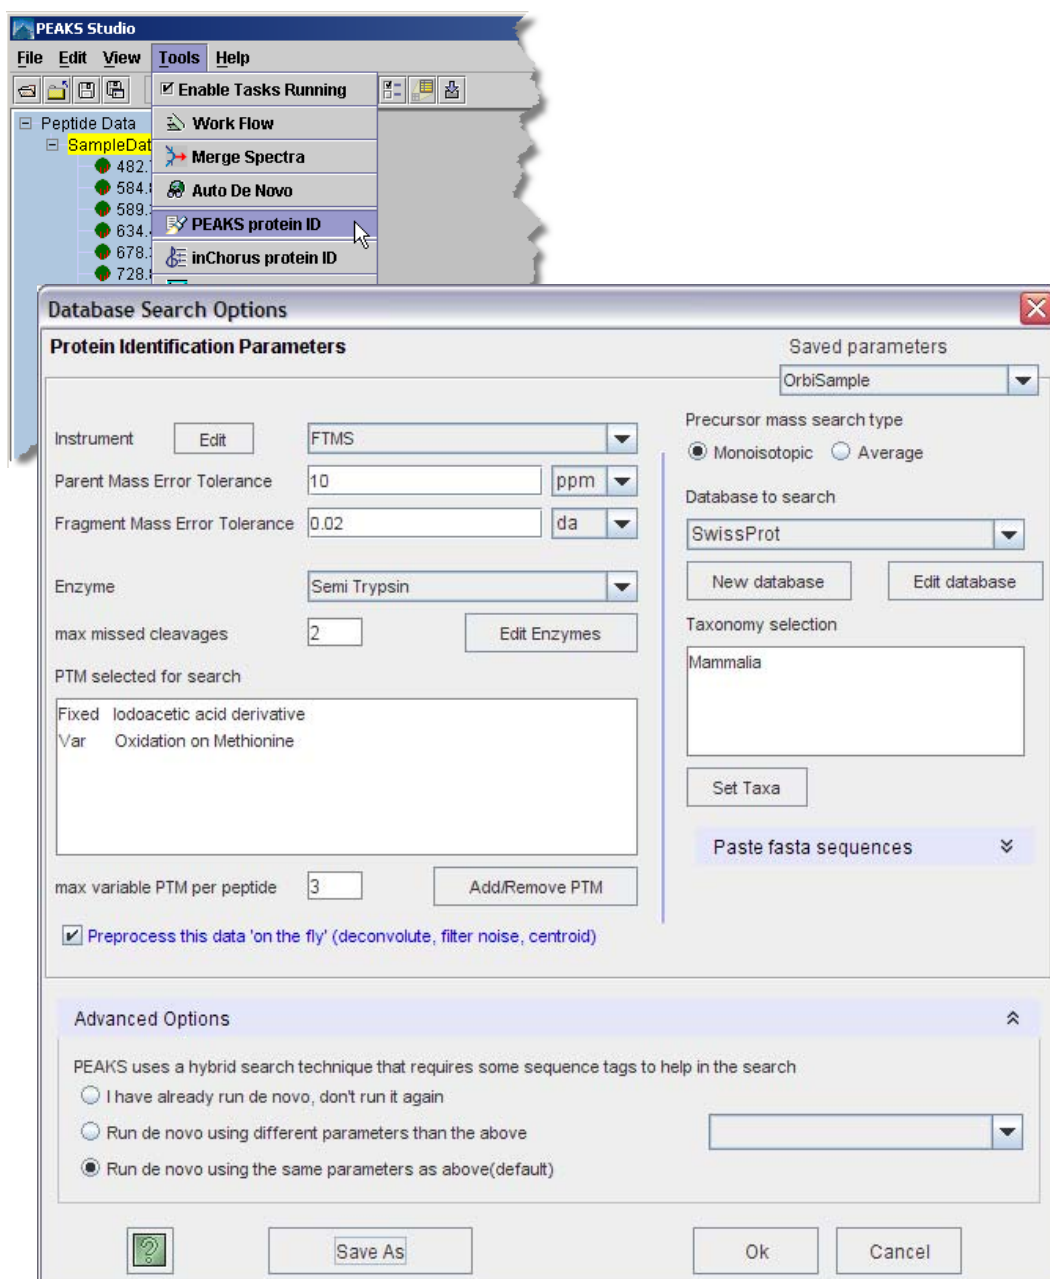 PEAKS Studio
File Edit View Tools Help
Enable Tasks Running
Peptide Data
Work Flow
SampleDat
Merge Spectra
482.
584.
Auto De Novo
589.
PEAKS protein ID
634.
678.
inChorus protein ID
728.
Database Search Options
Protein Identification Parameters
Saved parameters
OrbiSample
Instrument Edit FTMS
Precursor mass search type
Monoisotopic Average
Parent Mass Error Tolerance 10 ppm
Database to search
Fragment Mass Error Tolerance 0.02 da
SwissProt
Enzyme Semi Trypsin
New database Edit database
max missed cleavages 2 Edit Enzymes
Taxonomy selection
Mammalia
PTM selected for search
Fixed Iodoacetic acid derivative
Var Oxidation on Methionine
Set Taxa
Paste fasta sequences
max variable PTM per peptide 3 Add/Remove PTM
Preprocess this data 'on the fly' (deconvolute, filter noise, centroid)
Advanced Options
PEAKS uses a hybrid search technique that requires some sequence tags to help in the search
I have already run de novo, don't run it again
Run de novo using different parameters than the above
Run de novo using the same parameters as above(default)
? Save As Ok Cancel